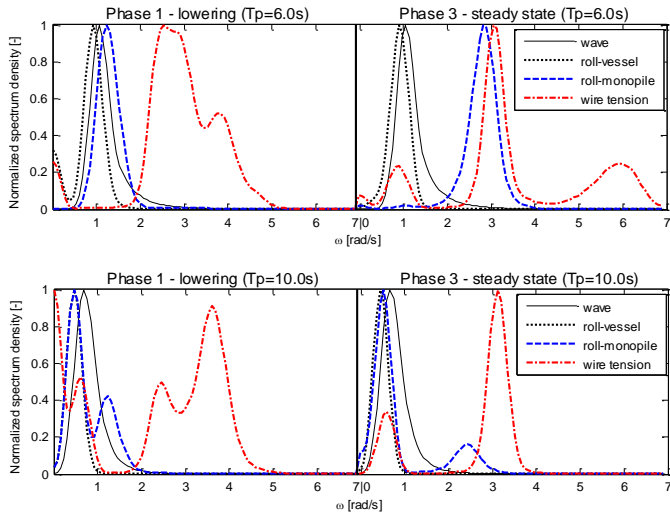 Phase 1 - lowering (Tp=6.0s)
Phase 3 - steady state (Tp=6.0s)
Normalized spectrum density [-]
1
0.8
0.6
0.4
0.2
0
wave
roll-vessel
roll-monopile
wire tension
1 2 3 4 5 6 7|0 1 2 3 4 5 6 7
ω [rad/s]
ω [rad/s]
Phase 1 - lowering (Tp=10.0s)
Phase 3 - steady state (Tp=10.0s)
Normalized spectrum density [-]
1
0.8
0.6
0.4
0.2
0
wave
roll-vessel
roll-monopile
wire tension
1 2 3 4 5 6 7|0 1 2 3 4 5 6 7
ω [rad/s]
ω [rad/s]